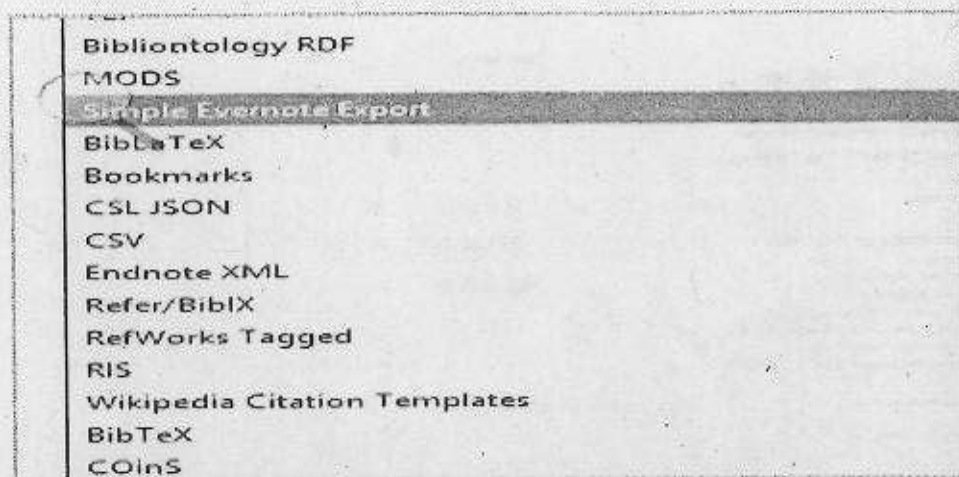 Bibliontology RDF
MODS
Simple Evernote Export
BibLaTeX
Bookmarks
CSL JSON
CSV
Endnote XML
Refer/BibIX
RefWorks Tagged
RIS
Wikipedia Citation Templates
BibTeX
COinS